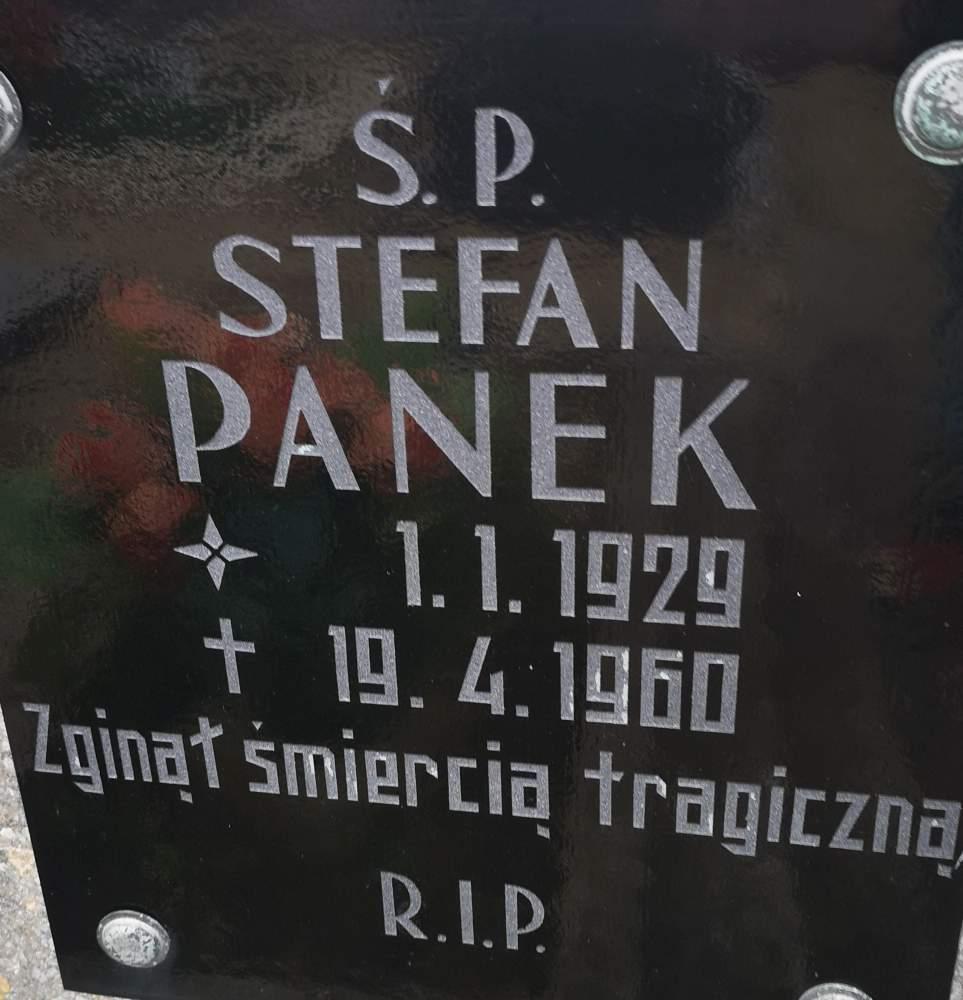 Ś. P.
STEFAN
PANEK
1. 1. 1929
† 19. 4. 1960
Zginął śmiercią tragiczną
R.I.P.